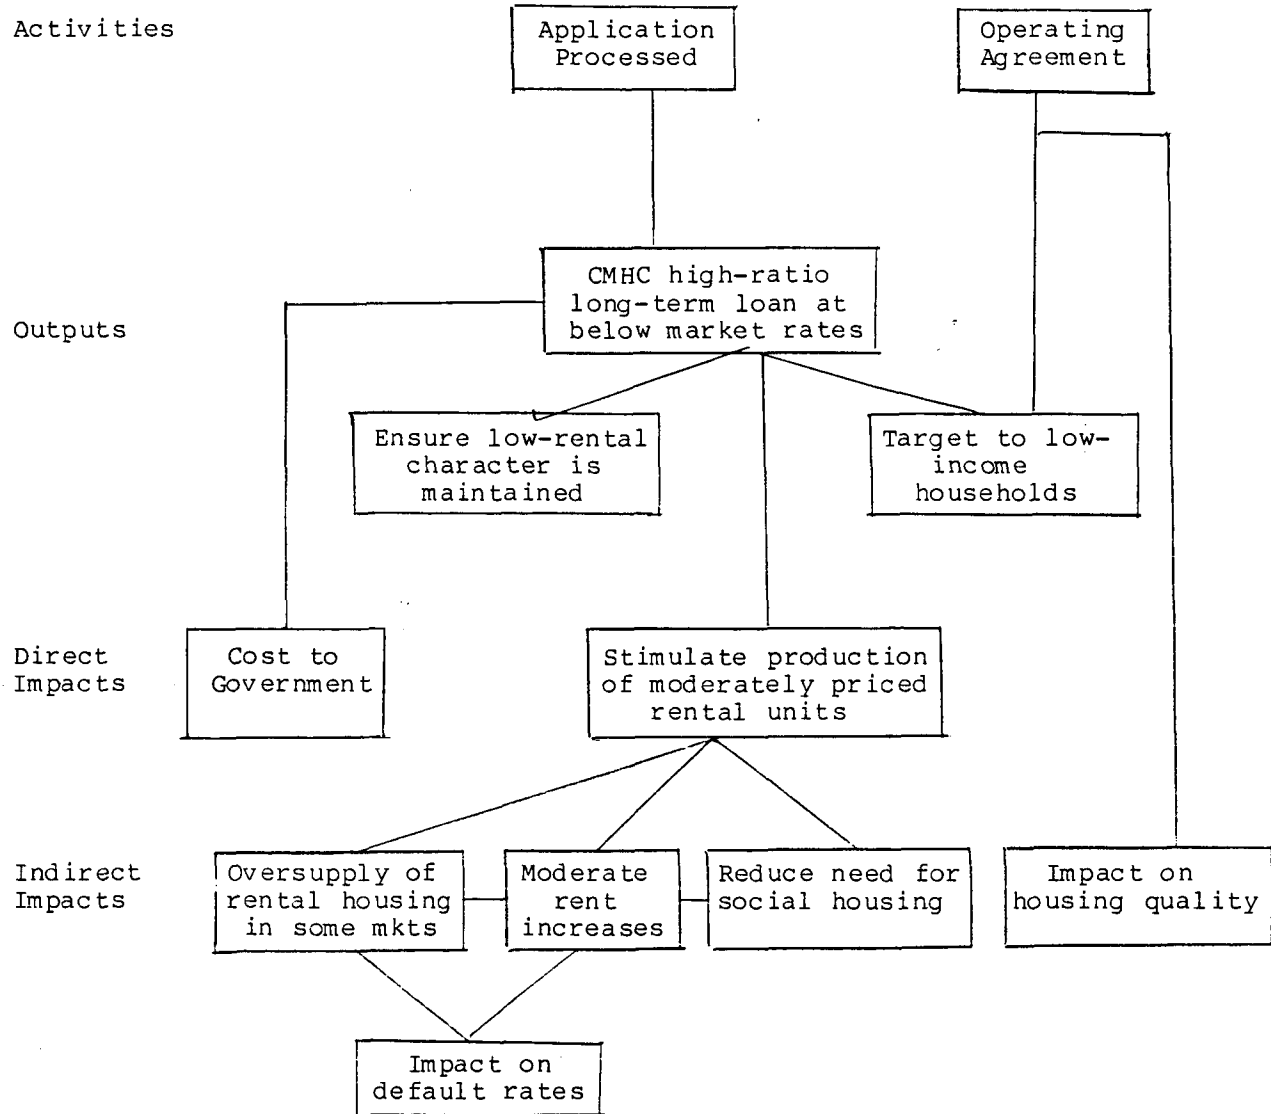 Activities
Application
Processed
Operating
Agreement
CMHC high-ratio
long-term loan at
below market rates
Outputs
Ensure low-rental
character is
maintained
Target to low-
income
households
Direct
Impacts
Cost to
Government
Stimulate production
of moderately priced
rental units
Indirect
Impacts
Oversupply of
rental housing
in some mkts
Moderate
rent
increases
Reduce need for
social housing
Impact on
housing quality
Impact on
default rates